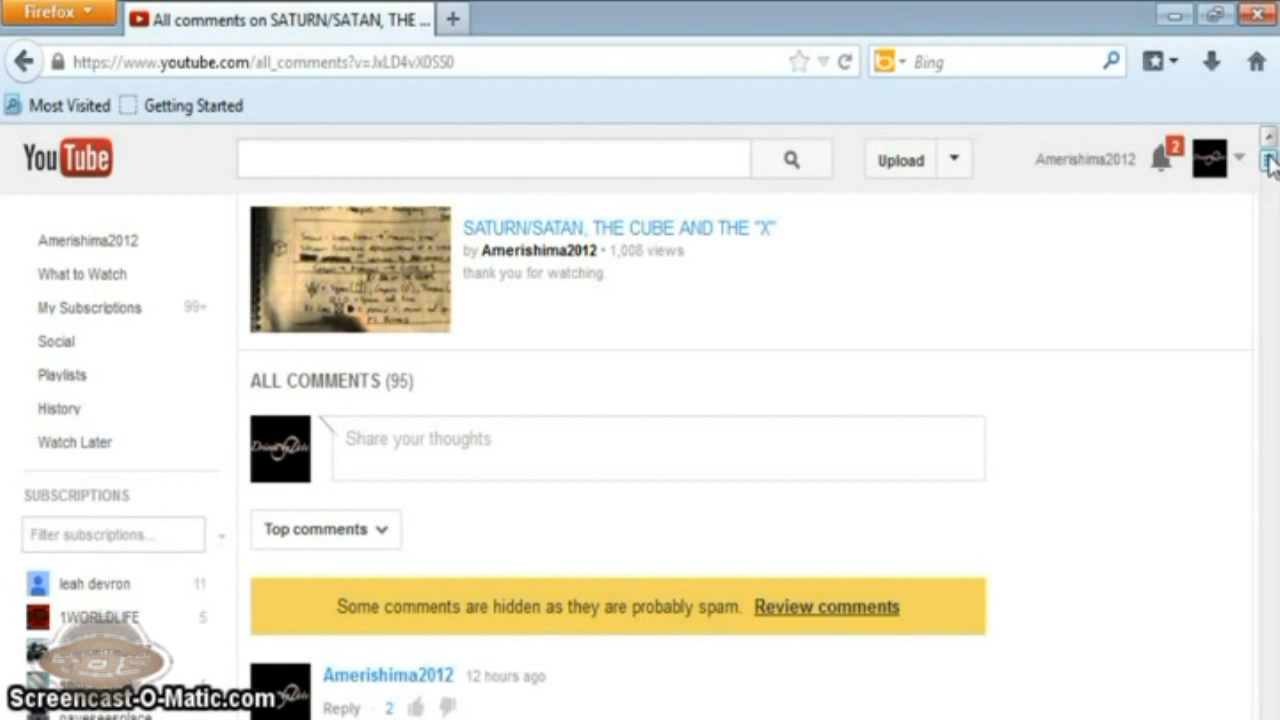 Firefox
All comments on SATURN/SATAN, THE ...
https://www.youtube.com/all_comments?v=JxLD4vX0SS0
Bing
Most Visited
Getting Started
YouTube
Upload
Amerishima2012
2
Amerishima2012
What to Watch
My Subscriptions 99+
Social
Playlists
History
Watch Later
SUBSCRIPTIONS
Filter subscriptions...
leah devron 11
1WORLDLIFE 5
SATURN/SATAN, THE CUBE AND THE "X"
by Amerishima2012 • 1,008 views
thank you for watching.
ALL COMMENTS (95)
Share your thoughts
Top comments
Some comments are hidden as they are probably spam. Review comments
Amerishima2012 12 hours ago
Reply 2
Screencast-O-Matic.com